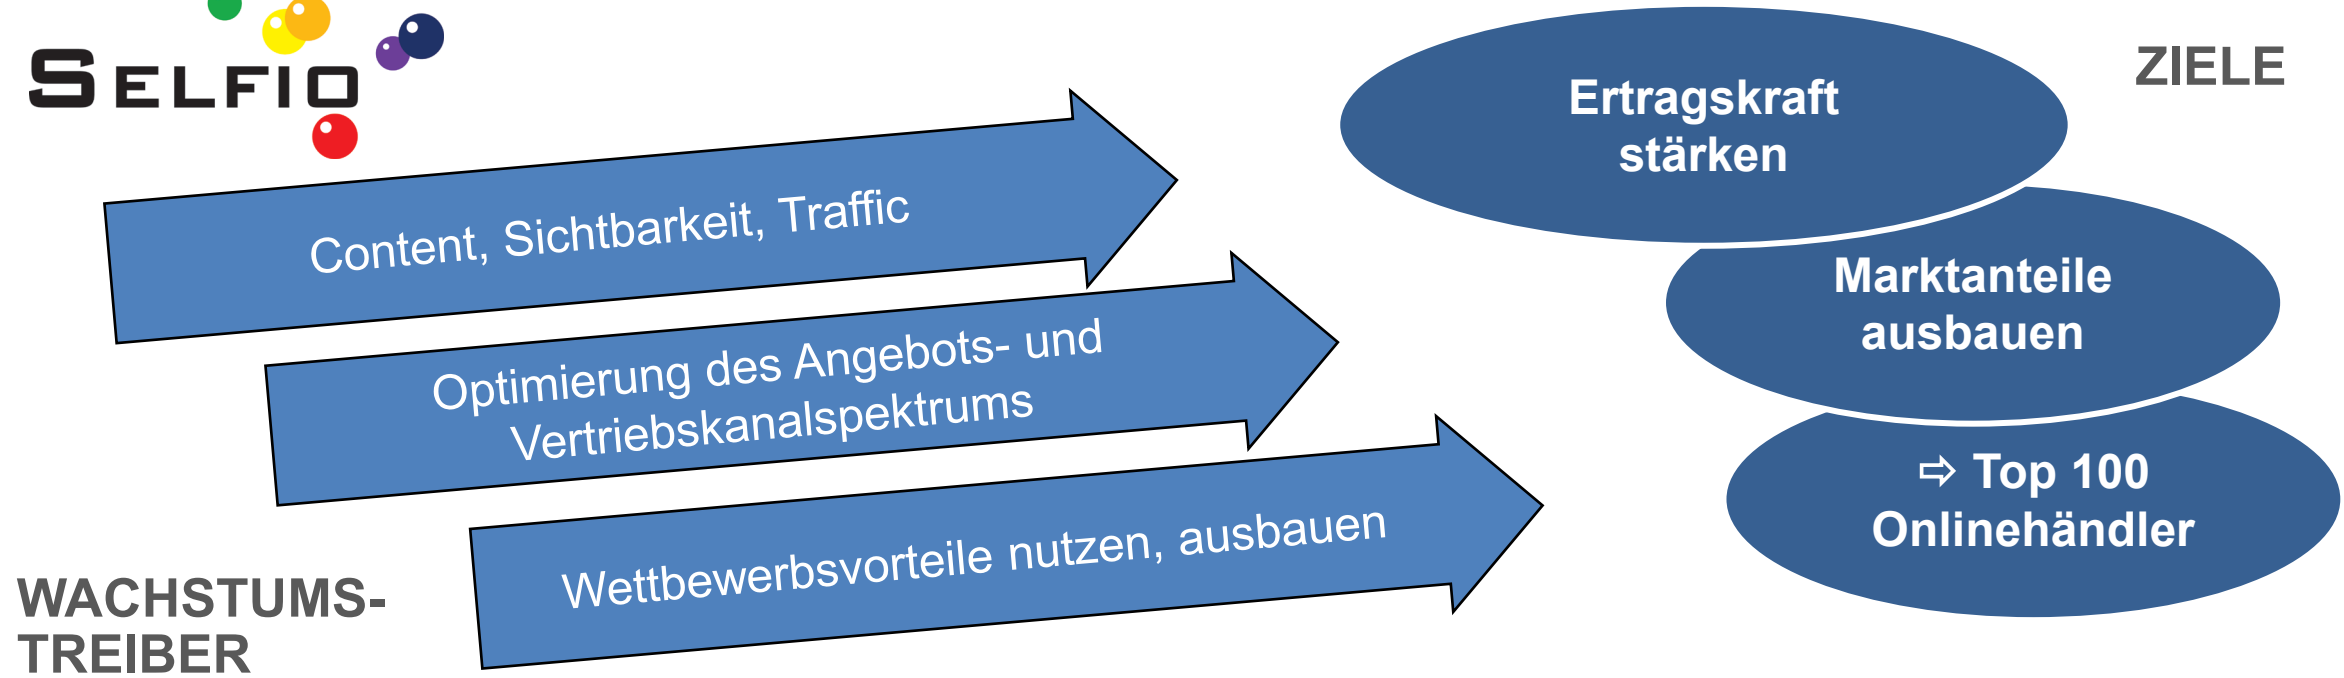 SELFIO
ZIELE
Content, Sichtbarkeit, Traffic
Optimierung des Angebots- und
Vertriebskanalspektrums
Wettbewerbsvorteile nutzen, ausbauen
WACHSTUMS-
TREIBER
Ertragskraft
stärken
Marktanteile
ausbauen
⇨ Top 100
Onlinehändler